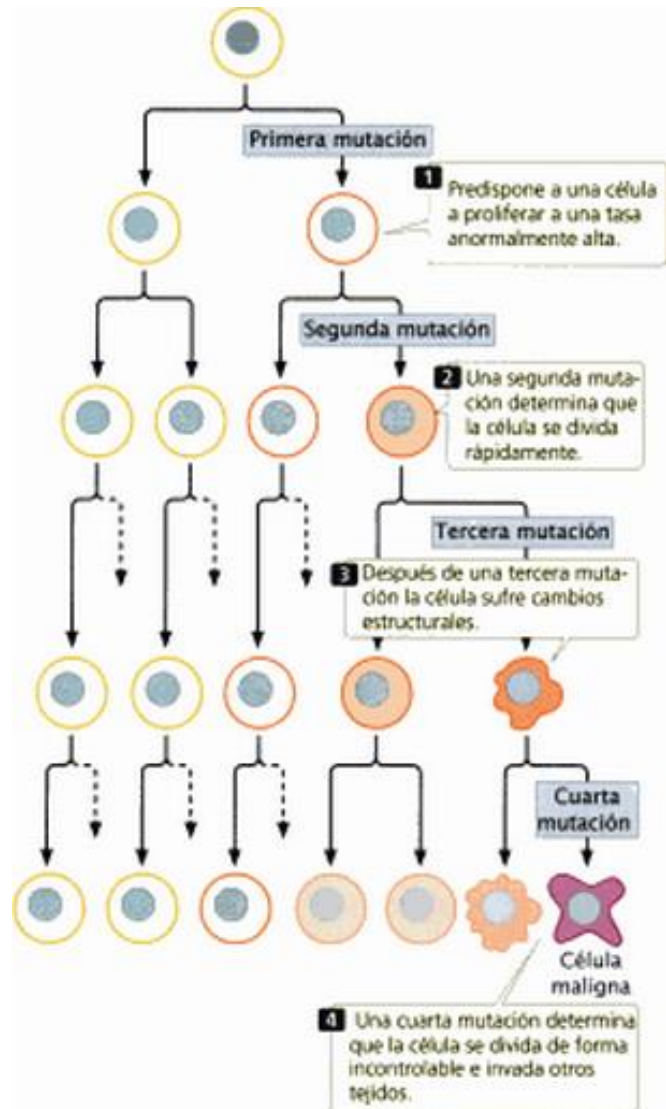 Primera mutación
1 Predispone a una célula
a proliferar a una tasa
anormalmente alta.
Segunda mutación
2 Una segunda muta-
ción determina que
la célula se divida
rápidamente.
Tercera mutación
3 Después de una tercera muta-
ción la célula sufre cambios
estructurales.
Cuarta
mutación
Célula
maligna
4 Una cuarta mutación determina
que la célula se divida de forma
incontrolable e invada otros
tejidos.